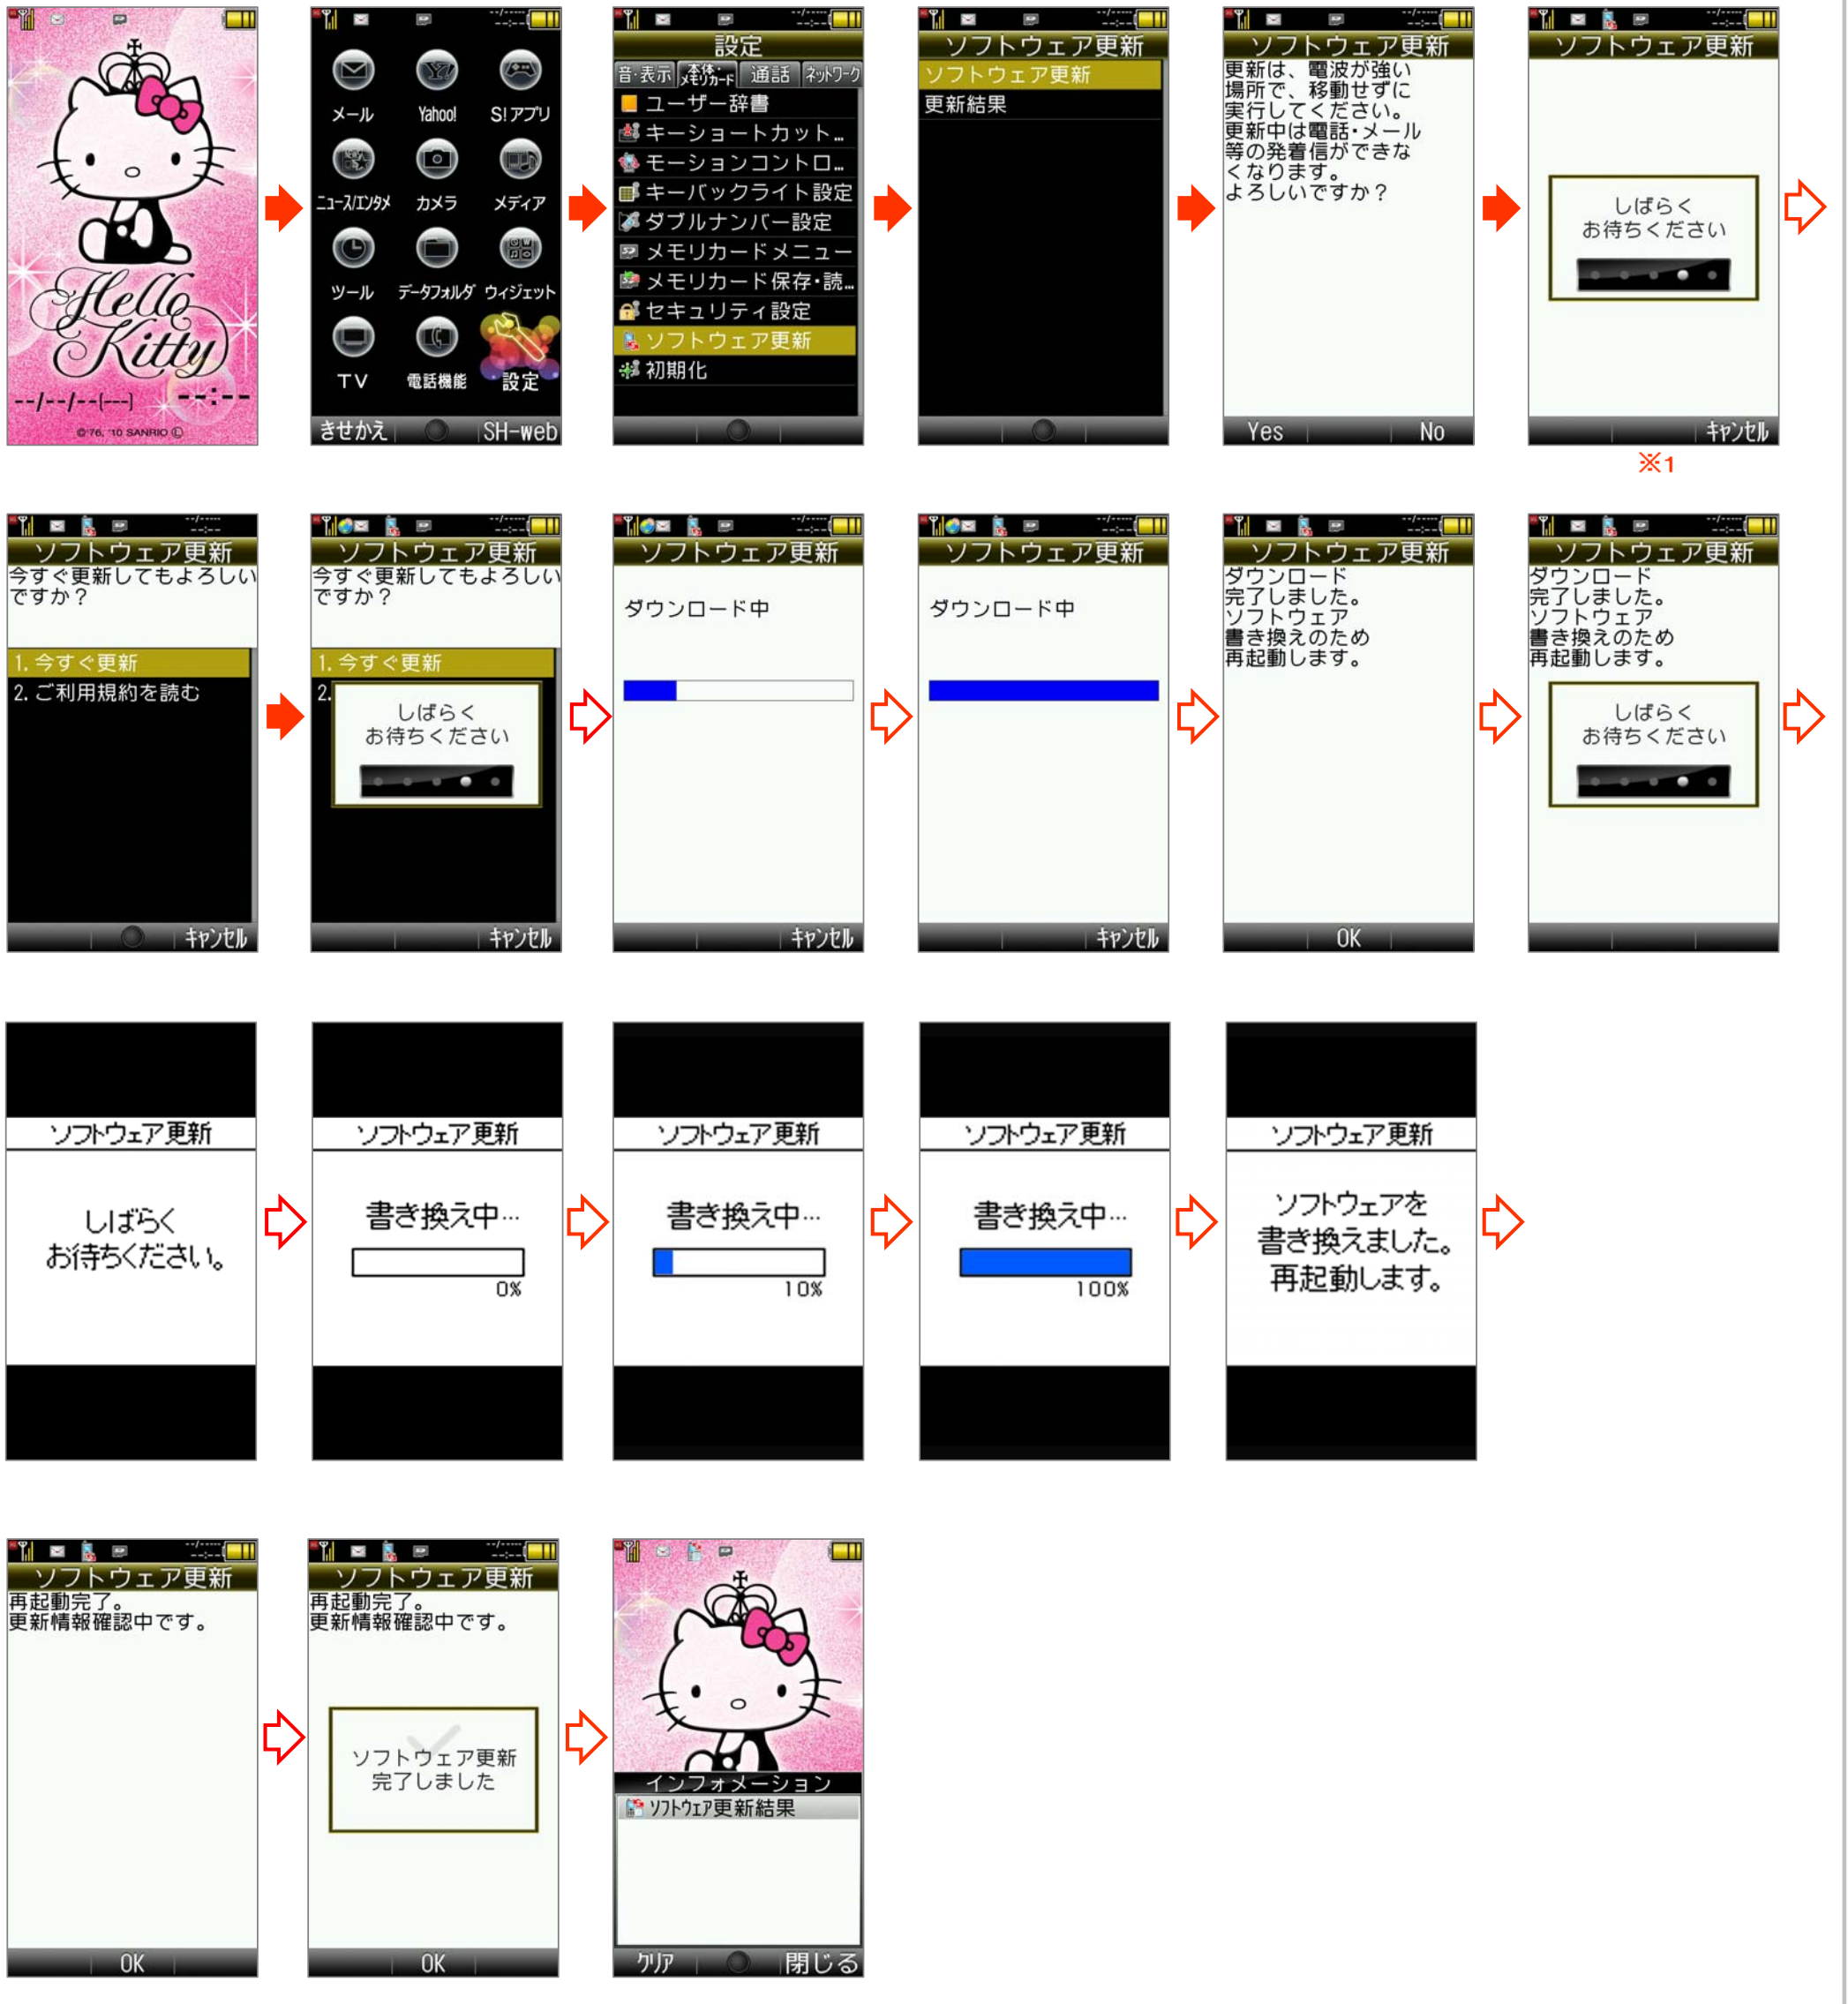 Hello
Kitty
--/--/--(---) --:--
©'76, '10 SANRIO Ⓛ
--/-----
--:--
メール
Yahoo!
S!アプリ
ニュース/エンタメ
カメラ
メディア
ツール
データフォルダ
ウィジェット
TV
電話機能
設定
きせかえ
SH-web
--/-----
--:--
設定
音・表示
本体・メモリカード
通話
ネットワーク
ユーザー辞書
キーショートカット…
モーションコントロ…
キーバックライト設定
ダブルナンバー設定
メモリカードメニュー
メモリカード保存・読…
セキュリティ設定
ソフトウェア更新
初期化
--/-----
--:--
ソフトウェア更新
ソフトウェア更新
更新結果
--/-----
--:--
ソフトウェア更新
更新は、電波が強い
場所で、移動せずに
実行してください。
更新中は電話・メール
等の発着信ができな
くなります。
よろしいですか？
Yes
No
--/-----
--:--
ソフトウェア更新
しばらく
お待ちください
キャンセル
※1
--/-----
--:--
ソフトウェア更新
今すぐ更新してもよろしい
ですか？
1. 今すぐ更新
2. ご利用規約を読む
キャンセル
--/-----
--:--
ソフトウェア更新
今すぐ更新してもよろしい
ですか？
1. 今すぐ更新
2.
しばらく
お待ちください
キャンセル
--/-----
--:--
ソフトウェア更新
ダウンロード中
キャンセル
--/-----
--:--
ソフトウェア更新
ダウンロード中
キャンセル
--/-----
--:--
ソフトウェア更新
ダウンロード
完了しました。
ソフトウェア
書き換えのため
再起動します。
OK
--/-----
--:--
ソフトウェア更新
ダウンロード
完了しました。
ソフトウェア
書き換えのため
再起動します。
しばらく
お待ちください
ソフトウェア更新
しばらく
お待ちください。
ソフトウェア更新
書き換え中…
0%
ソフトウェア更新
書き換え中…
10%
ソフトウェア更新
書き換え中…
100%
ソフトウェア更新
ソフトウェアを
書き換えました。
再起動します。
--/-----
--:--
ソフトウェア更新
再起動完了。
更新情報確認中です。
OK
--/-----
--:--
ソフトウェア更新
再起動完了。
更新情報確認中です。
ソフトウェア更新
完了しました
OK
インフォメーション
ソフトウェア更新結果
クリア
閉じる